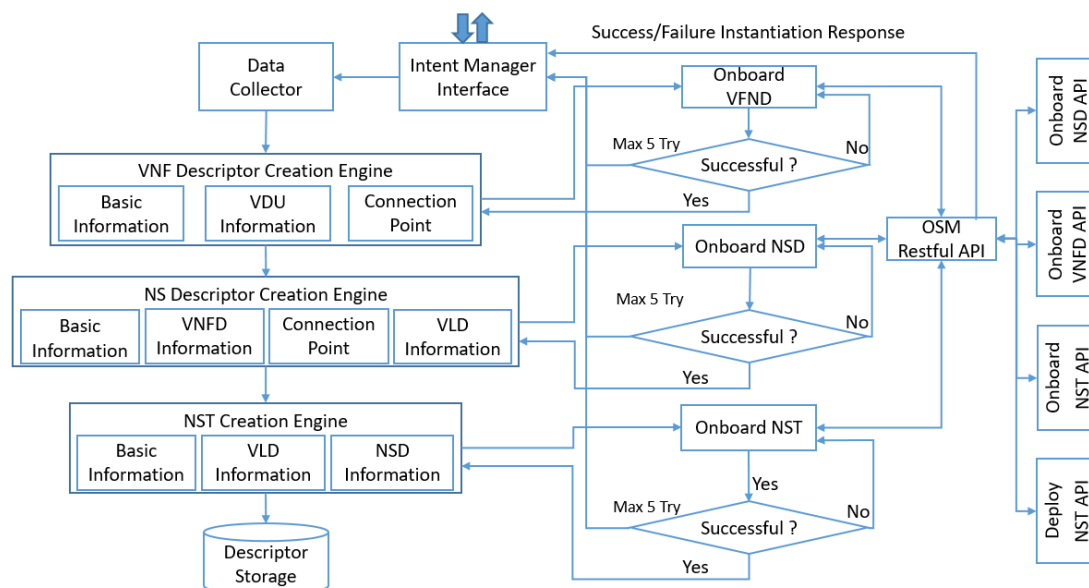 Success/Failure Instantiation Response
Data
Collector
Intent Manager
Interface
Onboard
VFND
Max 5 Try
Successful ?
No
Yes
VNF Descriptor Creation Engine
Basic
Information
VDU
Information
Connection
Point
OSM
Restful API
Onboard NSD
Max 5 Try
Successful ?
No
Yes
NS Descriptor Creation Engine
Basic
Information
VNFD
Information
Connection
Point
VLD
Information
Onboard NST
Yes
Max 5 Try
Successful ?
No
Yes
NST Creation Engine
Basic
Information
VLD
Information
NSD
Information
Descriptor
Storage
Onboard
NSD API
Onboard
VNFD API
Onboard
NST API
Deploy
NST API